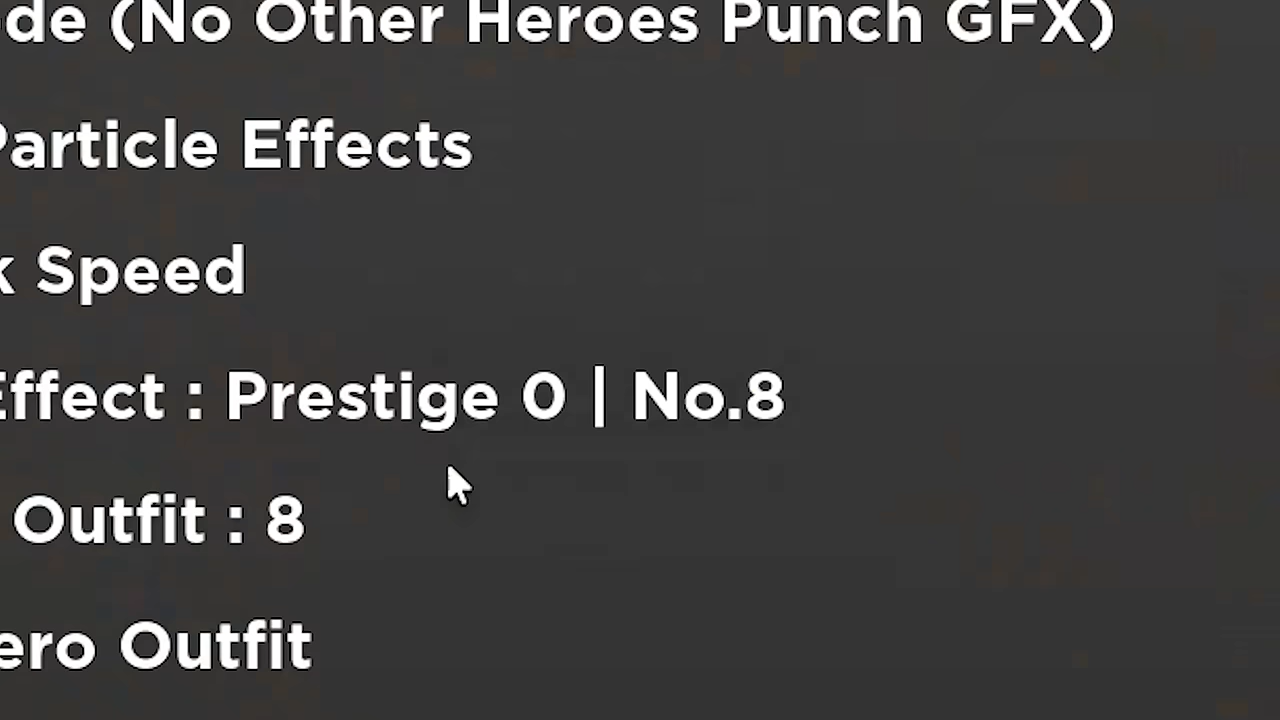 de (No Other Heroes Punch GFX)
Particle Effects
k Speed
Effect : Prestige 0 | No.8
Outfit : 8
ero Outfit